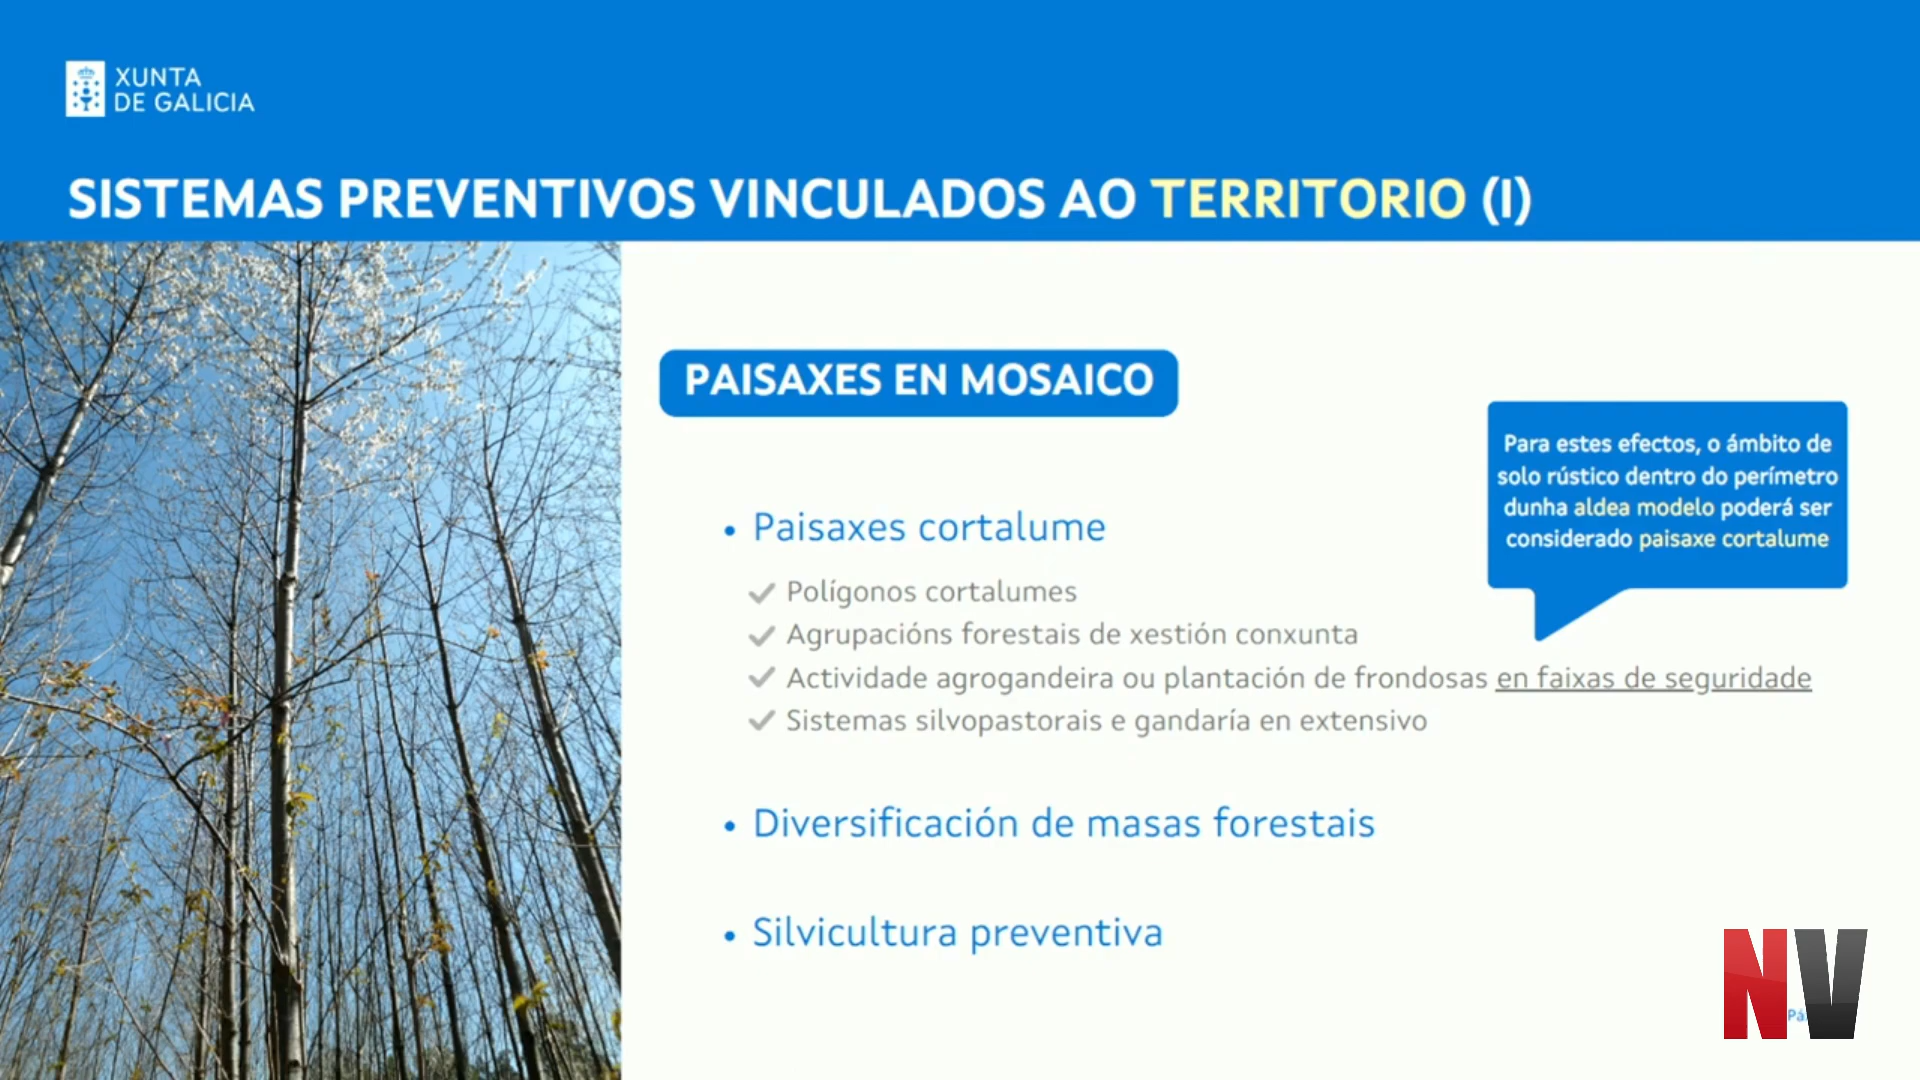 XUNTA
DE GALICIA
SISTEMAS PREVENTIVOS VINCULADOS AO TERRITORIO (I)
PAISAXES EN MOSAICO
Para estes efectos, o ámbito de
solo rústico dentro do perímetro
dunha aldea modelo poderá ser
considerado paisaxe cortalume
• Paisaxes cortalume
✓ Polígonos cortalumes
✓ Agrupacións forestais de xestión conxunta
✓ Actividade agrogandeira ou plantación de frondosas en faixas de seguridade
✓ Sistemas silvopastorais e gandaría en extensivo
• Diversificación de masas forestais
• Silvicultura preventiva
NV